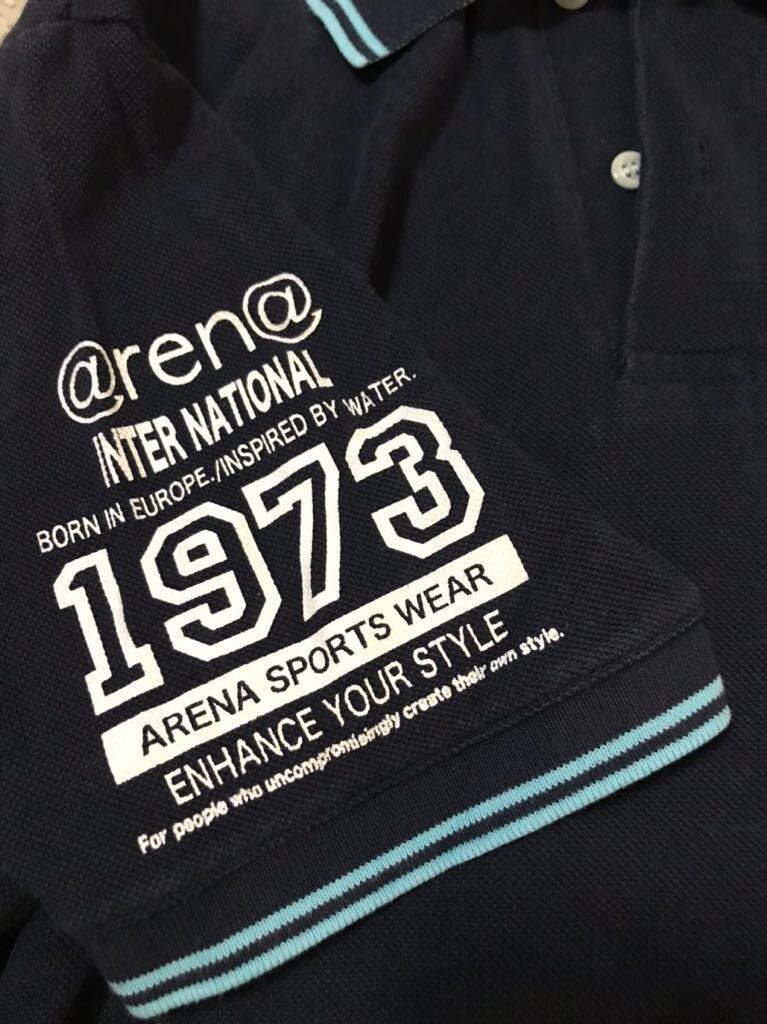 @ren@
INTER NATIONAL
BORN IN EUROPE./INSPIRED BY WATER.
1973
ARENA SPORTS WEAR
ENHANCE YOUR STYLE
For people who uncompromisingly create their own style.